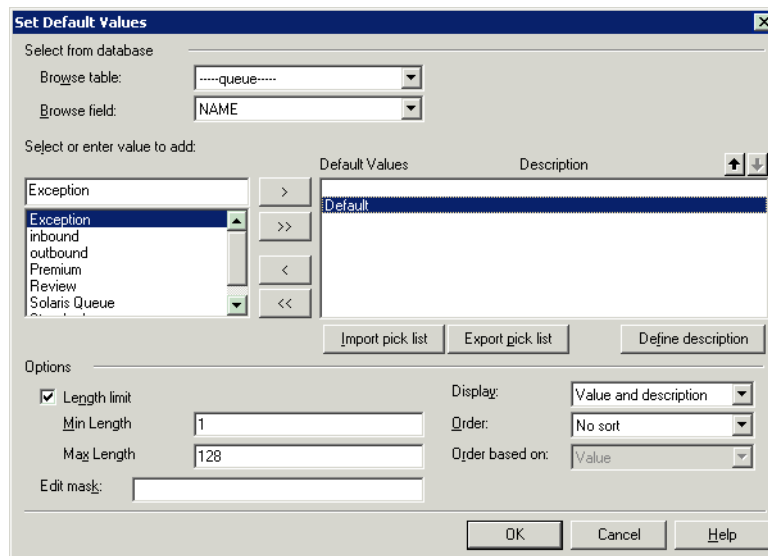 Set Default Values
Select from database
Browse table:
-----queue-----
Browse field:
NAME
Select or enter value to add:
Default Values
Description
Exception
>
Exception
inbound
outbound
Premium
Review
Solaris Queue
>>
<
<<
Default
Import pick list
Export pick list
Define description
Options
Length limit
Min Length
1
Max Length
128
Edit mask:
Display:
Value and description
Order:
No sort
Order based on:
Value
OK
Cancel
Help